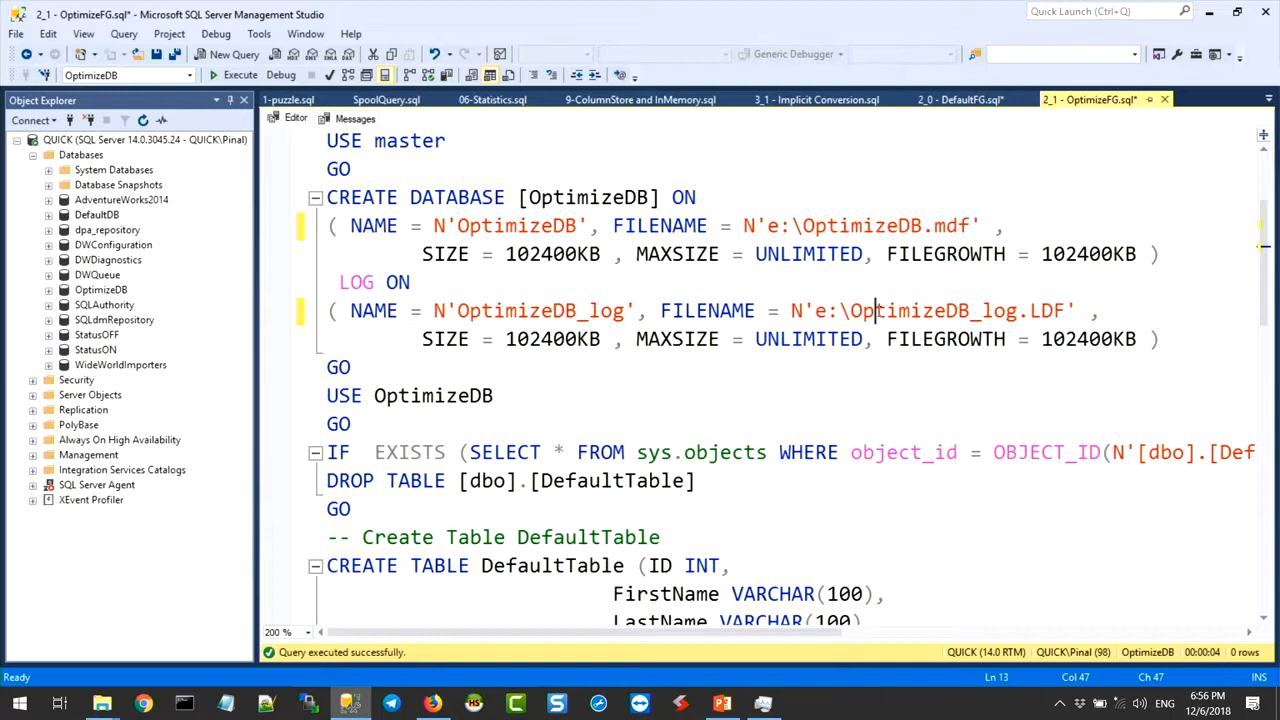 2_1 - OptimizeFG.sql* - Microsoft SQL Server Management Studio
Quick Launch (Ctrl+Q)
File Edit View Query Project Debug Tools Window Help
New Query
Generic Debugger
OptimizeDB
Execute Debug
Object Explorer
1-puzzle.sql SpoolQuery.sql 06-Statistics.sql 9-ColumnStore and InMemory.sql 3_1 - Implicit Conversion.sql* 2_0 - DefaultFG.sql* 2_1 - OptimizeFG.sql*
Connect
Editor Messages
QUICK (SQL Server 14.0.3045.24 - QUICK\Pinal)
Databases
System Databases
Database Snapshots
AdventureWorks2014
DefaultDB
dpa_repository
DWConfiguration
DWDiagnostics
DWQueue
OptimizeDB
SQLAuthority
SQLdmRepository
StatusOFF
StatusON
WideWorldImporters
Security
Server Objects
Replication
PolyBase
Always On High Availability
Management
Integration Services Catalogs
SQL Server Agent
XEvent Profiler
USE master
GO
CREATE DATABASE [OptimizeDB] ON
( NAME = N'OptimizeDB', FILENAME = N'e:\OptimizeDB.mdf' ,
SIZE = 102400KB , MAXSIZE = UNLIMITED, FILEGROWTH = 102400KB )
LOG ON
( NAME = N'OptimizeDB_log', FILENAME = N'e:\OptimizeDB_log.LDF' ,
SIZE = 102400KB , MAXSIZE = UNLIMITED, FILEGROWTH = 102400KB )
GO
USE OptimizeDB
GO
IF EXISTS (SELECT * FROM sys.objects WHERE object_id = OBJECT_ID(N'[dbo].[Def
DROP TABLE [dbo].[DefaultTable]
GO
-- Create Table DefaultTable
CREATE TABLE DefaultTable (ID INT,
FirstName VARCHAR(100),
LastName VARCHAR(100)
200 %
Query executed successfully.
QUICK (14.0 RTM) QUICK\Pinal (98) OptimizeDB 00:00:04 0 rows
Ready
Ln 13 Col 47 Ch 47 INS
ENG
6:56 PM
12/6/2018